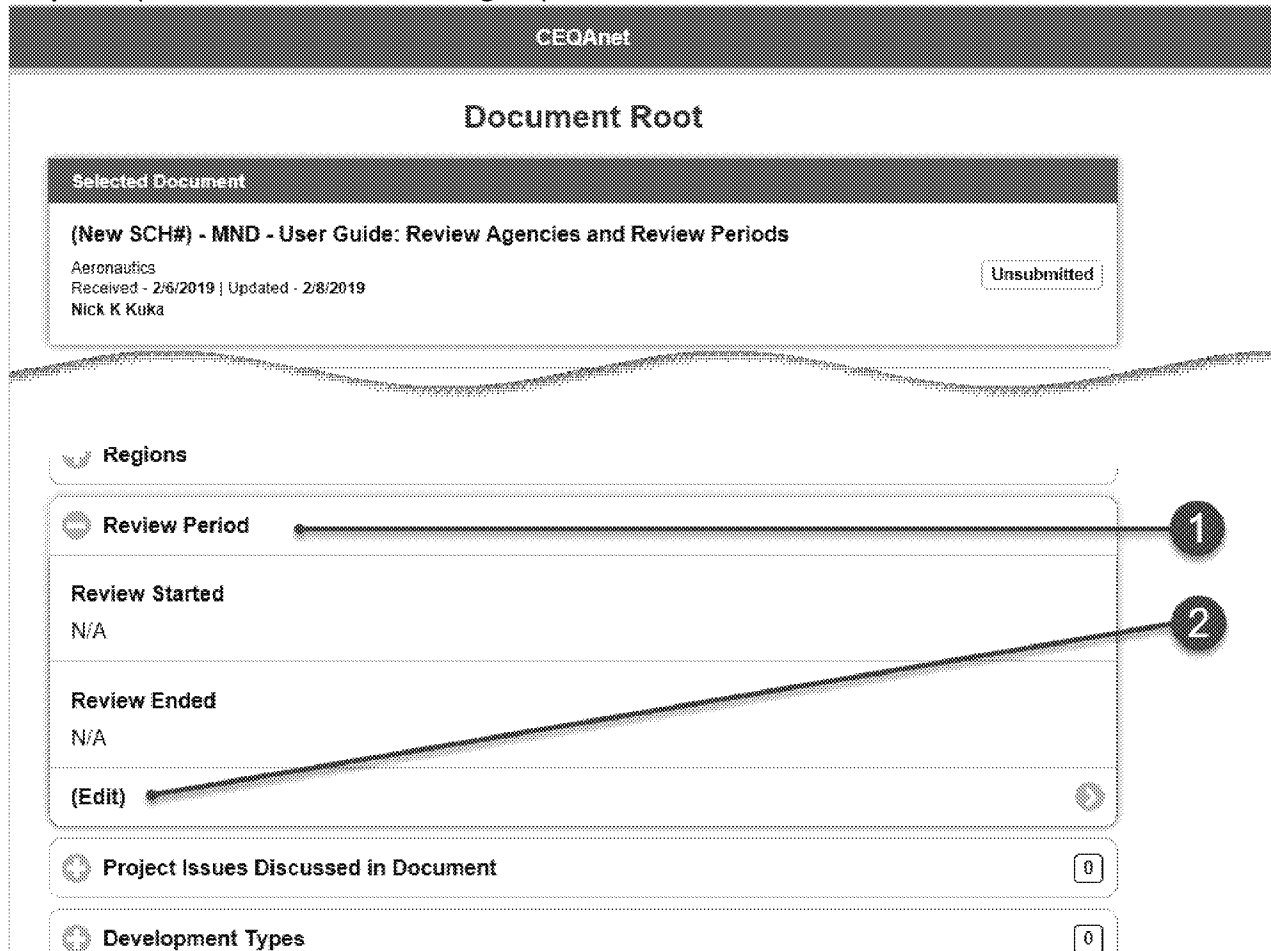 CEQAnet
Document Root
Selected Document
(New SCH#) - MND - User Guide: Review Agencies and Review Periods
Aeronautics
Received - 2/6/2019 | Updated - 2/8/2019
Nick K Kuka
Unsubmitted
Regions
Review Period
1
Review Started
N/A
2
Review Ended
N/A
(Edit)
Project Issues Discussed in Document
0
Development Types
0